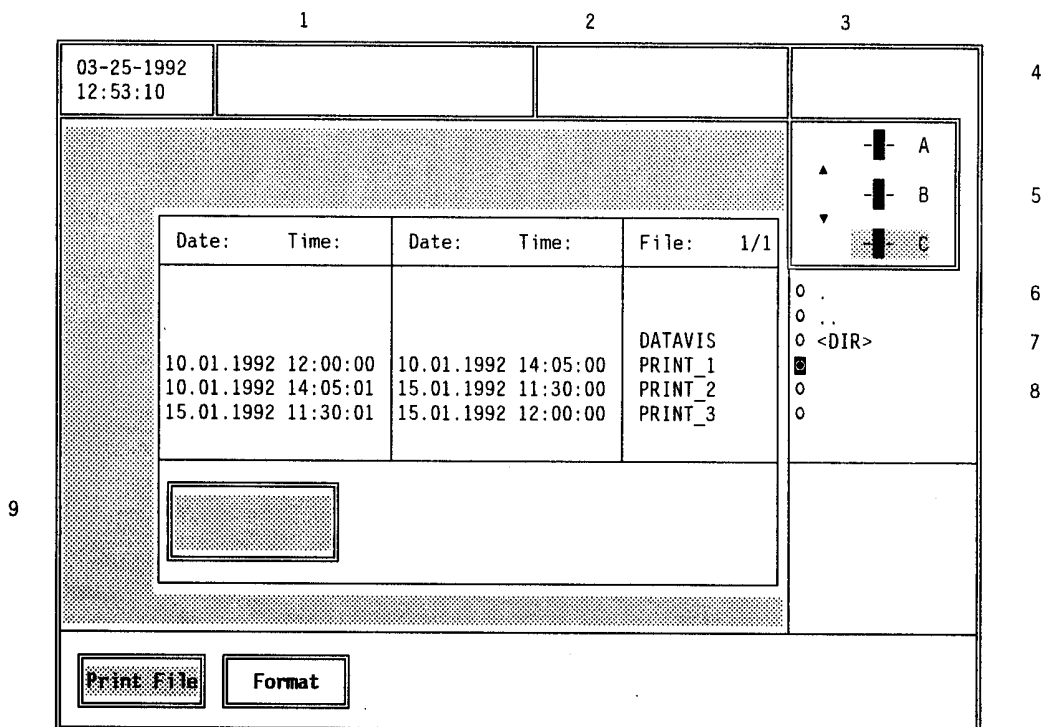 1 2 3
03-25-1992
12:53:10
4
A
B
C
5
Date: Time: Date: Time: File: 1/1
6
.
..
DATAVIS <DIR>
7
10.01.1992 12:00:00 10.01.1992 14:05:00 PRINT_1
10.01.1992 14:05:01 15.01.1992 11:30:00 PRINT_2
8
15.01.1992 11:30:01 15.01.1992 12:00:00 PRINT_3
9
Print File Format